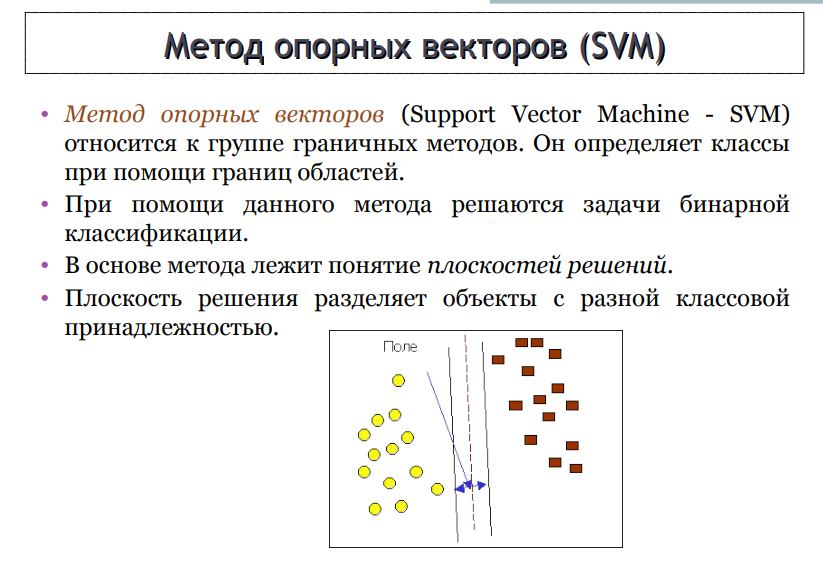 Метод опорных векторов (SVM)
• Метод опорных векторов (Support Vector Machine - SVM)
относится к группе граничных методов. Он определяет классы
при помощи границ областей.
• При помощи данного метода решаются задачи бинарной
классификации.
• В основе метода лежит понятие плоскостей решений.
• Плоскость решения разделяет объекты с разной классовой
принадлежностью.
Поле